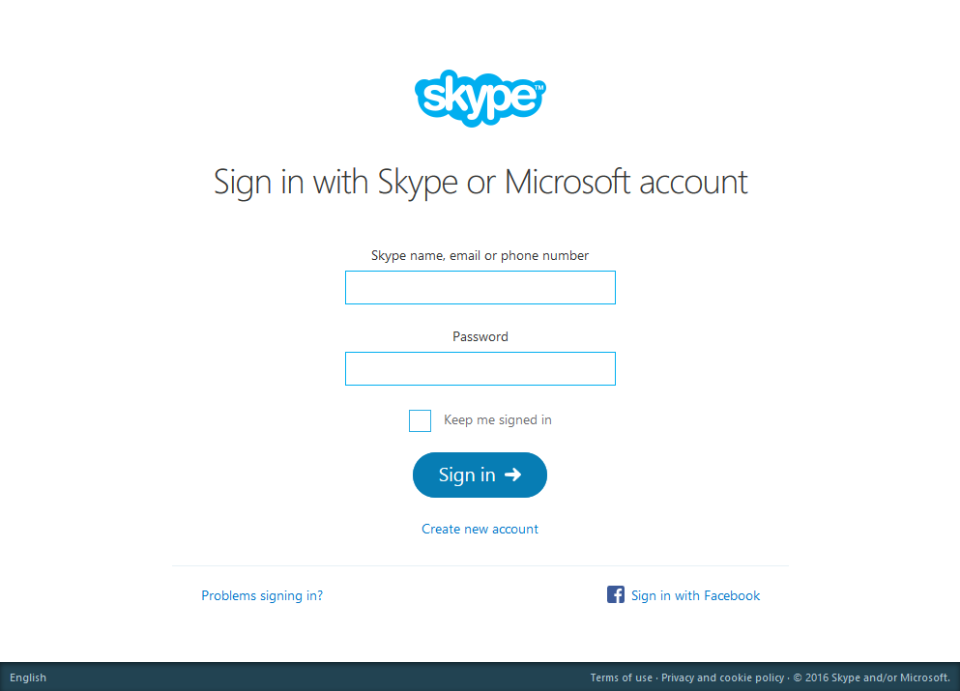 skype™
Sign in with Skype or Microsoft account
Skype name, email or phone number
Password
Keep me signed in
Sign in
Create new account
Problems signing in?
Sign in with Facebook
English
Terms of use · Privacy and cookie policy · © 2016 Skype and/or Microsoft.